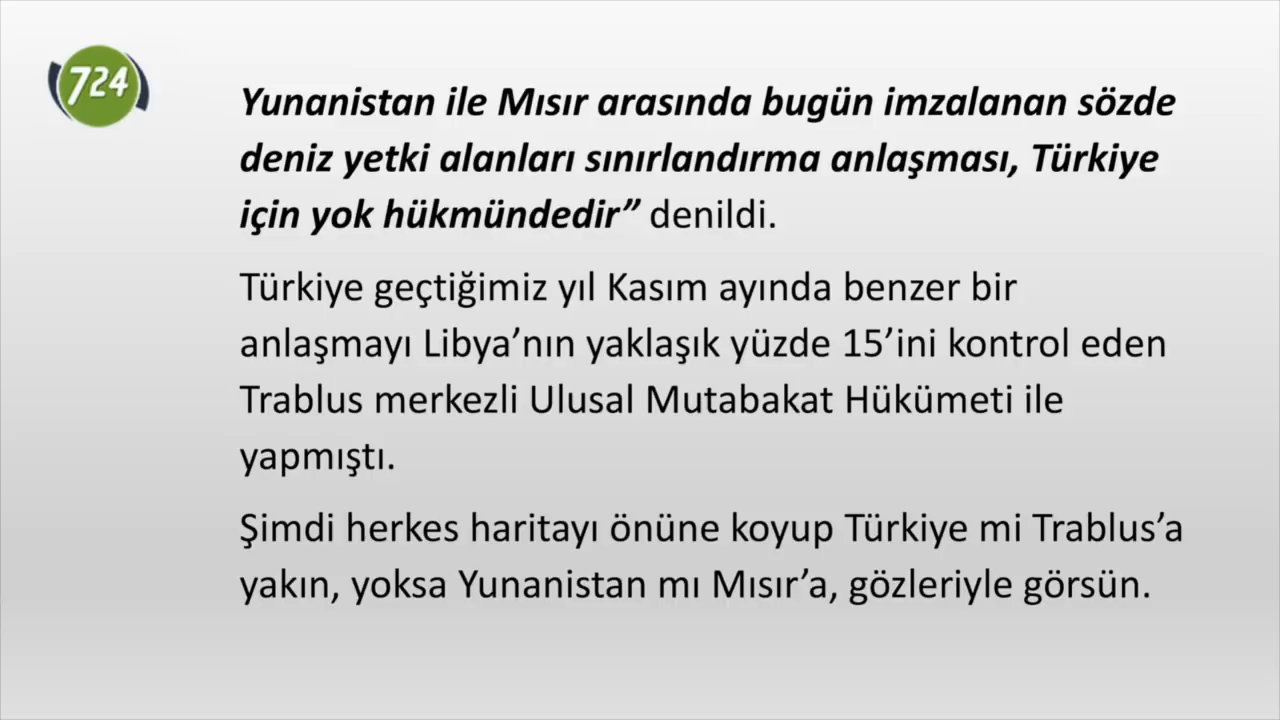 724
Yunanistan ile Mısır arasında bugün imzalanan sözde
deniz yetki alanları sınırlandırma anlaşması, Türkiye
için yok hükmündedir” denildi.
Türkiye geçtiğimiz yıl Kasım ayında benzer bir
anlaşmayı Libya’nın yaklaşık yüzde 15’ini kontrol eden
Trablus merkezli Ulusal Mutabakat Hükümeti ile
yapmıştı.
Şimdi herkes haritayı önüne koyup Türkiye mi Trablus’a
yakın, yoksa Yunanistan mı Mısır’a, gözleriyle görsün.